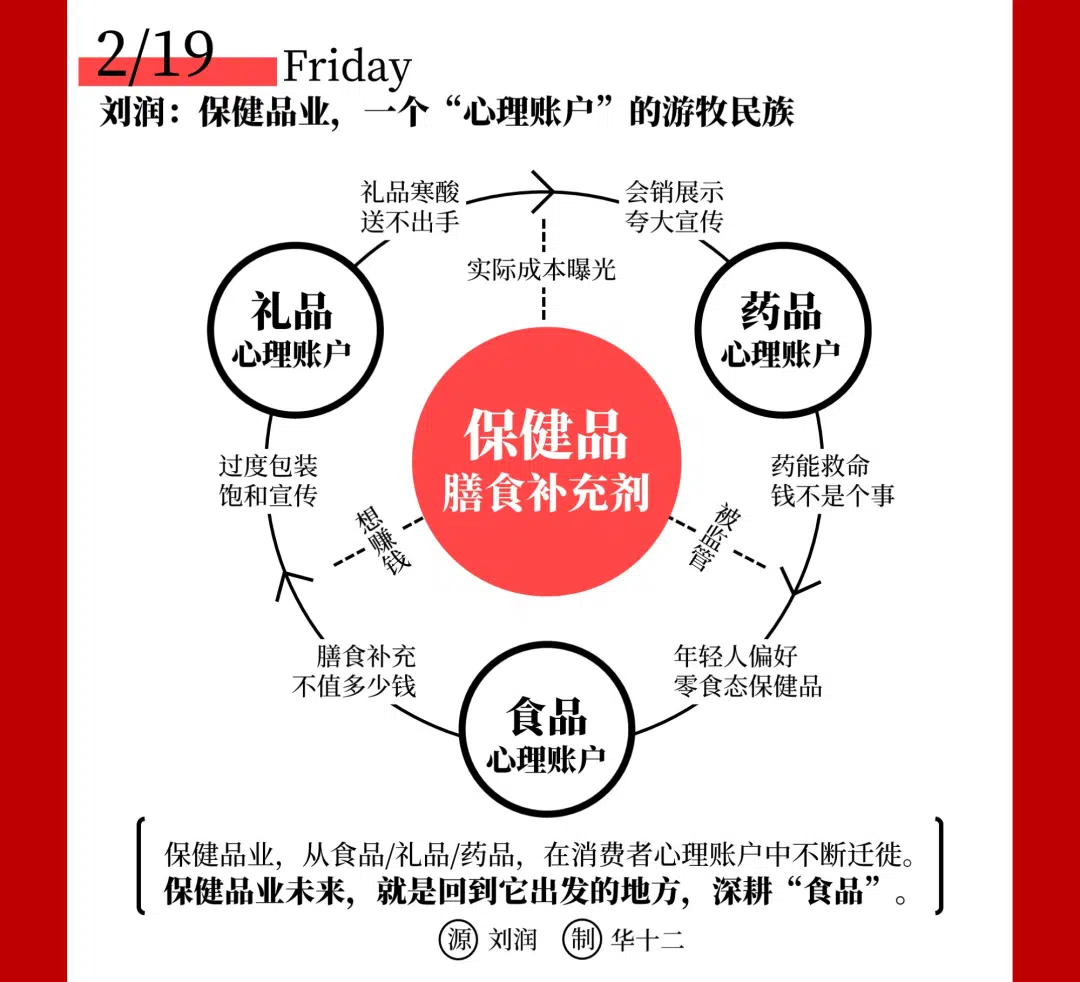 2/19 Friday
刘润：保健品业，一个“心理账户”的游牧民族
礼品寒酸
送不出手
会销展示
夸大宣传
实际成本曝光
礼品
心理账户
药品
心理账户
保健品
膳食补充剂
过度包装
饱和宣传
药能救命
钱不是个事
想赚钱
被监管
膳食补充
不值多少钱
年轻人偏好
零食态保健品
食品
心理账户
保健品业，从食品/礼品/药品，在消费者心理账户中不断迁徙。
保健品业未来，就是回到它出发的地方，深耕“食品”。
源 刘润 制 华十二